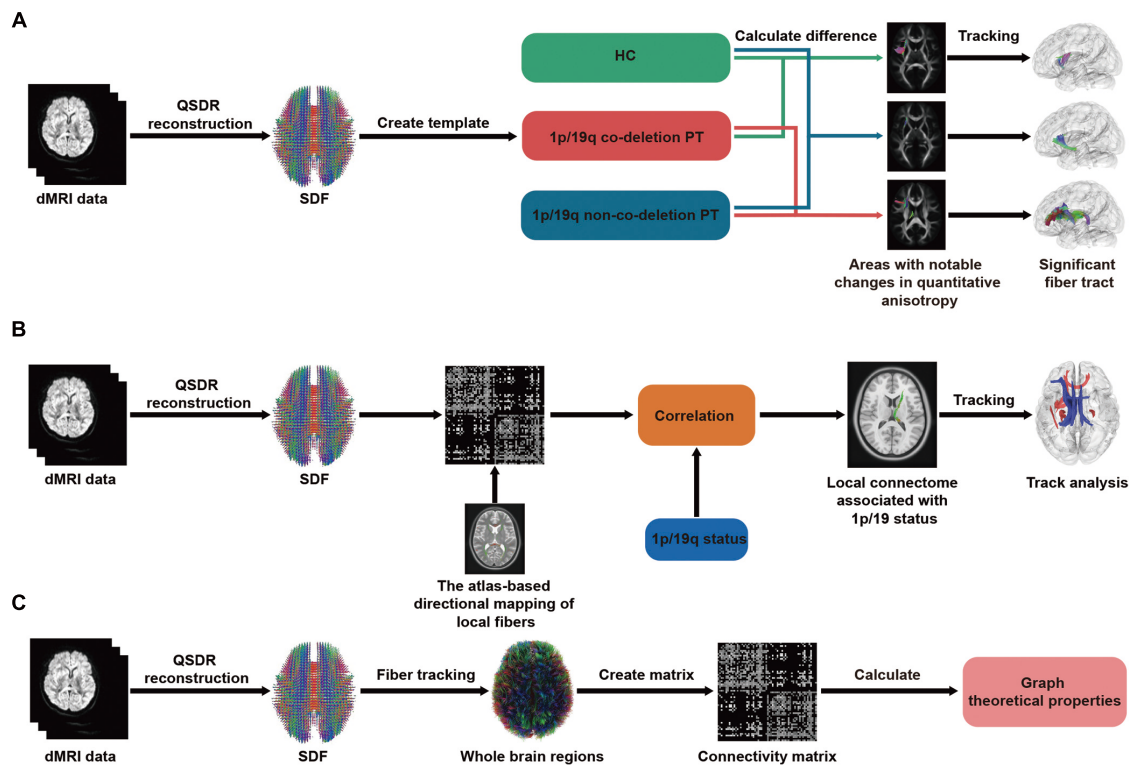 A
dMRI data
QSDR
reconstruction
SDF
Create template
HC
1p/19q co-deletion PT
1p/19q non-co-deletion PT
Calculate difference
Tracking
Areas with notable
changes in quantitative
anisotropy
Significant
fiber tract
B
dMRI data
QSDR
reconstruction
SDF
The atlas-based
directional mapping of
local fibers
Correlation
1p/19q status
Local connectome
associated with
1p/19 status
Tracking
Track analysis
C
dMRI data
QSDR
reconstruction
SDF
Fiber tracking
Whole brain regions
Create matrix
Connectivity matrix
Calculate
Graph
theoretical properties